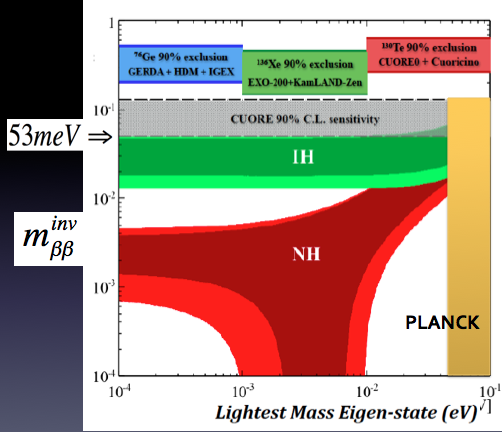 1
⁷⁶Ge 90% exclusion
GERDA + HDM + IGEX
¹³⁶Xe 90% exclusion
EXO-200+KamLAND-Zen
¹³⁰Te 90% exclusion
CUORE0 + Cuoricino
10⁻¹
CUORE 90% C.L. sensitivity
53meV ⇒
IH
10⁻²
m_ββ^inv
NH
10⁻³
PLANCK
10⁻⁴
10⁻⁴ 10⁻³ 10⁻² 10⁻¹
Lightest Mass Eigen-state (eV)